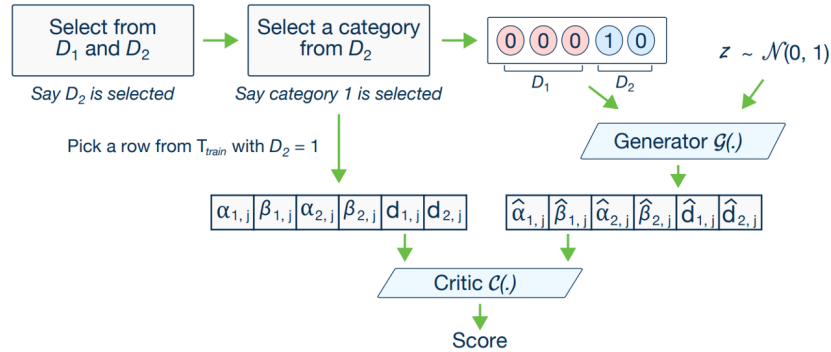 Select from
D₁ and D₂
Select a category
from D₂
0 0 0 1 0
D₁ D₂
z ~ 𝒩(0, 1)
Say D₂ is selected
Say category 1 is selected
Pick a row from T_train with D₂ = 1
Generator 𝒢(.)
α₁,ⱼ β₁,ⱼ α₂,ⱼ β₂,ⱼ d₁,ⱼ d₂,ⱼ
α̂₁,ⱼ β̂₁,ⱼ α̂₂,ⱼ β̂₂,ⱼ d̂₁,ⱼ d̂₂,ⱼ
Critic 𝒞(.)
Score